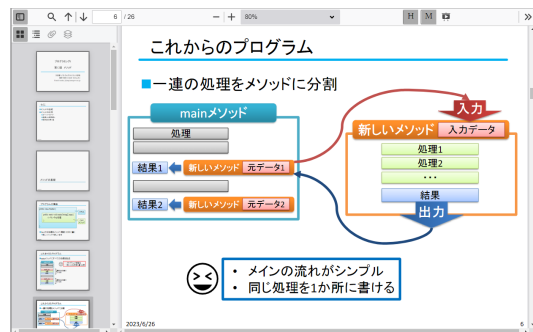 6 / 26
80%
H M
これからのプログラム
■一連の処理をメソッドに分割
mainメソッド
処理
結果1 新しいメソッド 元データ1
結果2 新しいメソッド 元データ2
入力
新しいメソッド 入力データ
処理1
処理2
・・・
結果
出力
• メインの流れがシンプル
• 同じ処理を1か所に書ける
2023/6/26
6